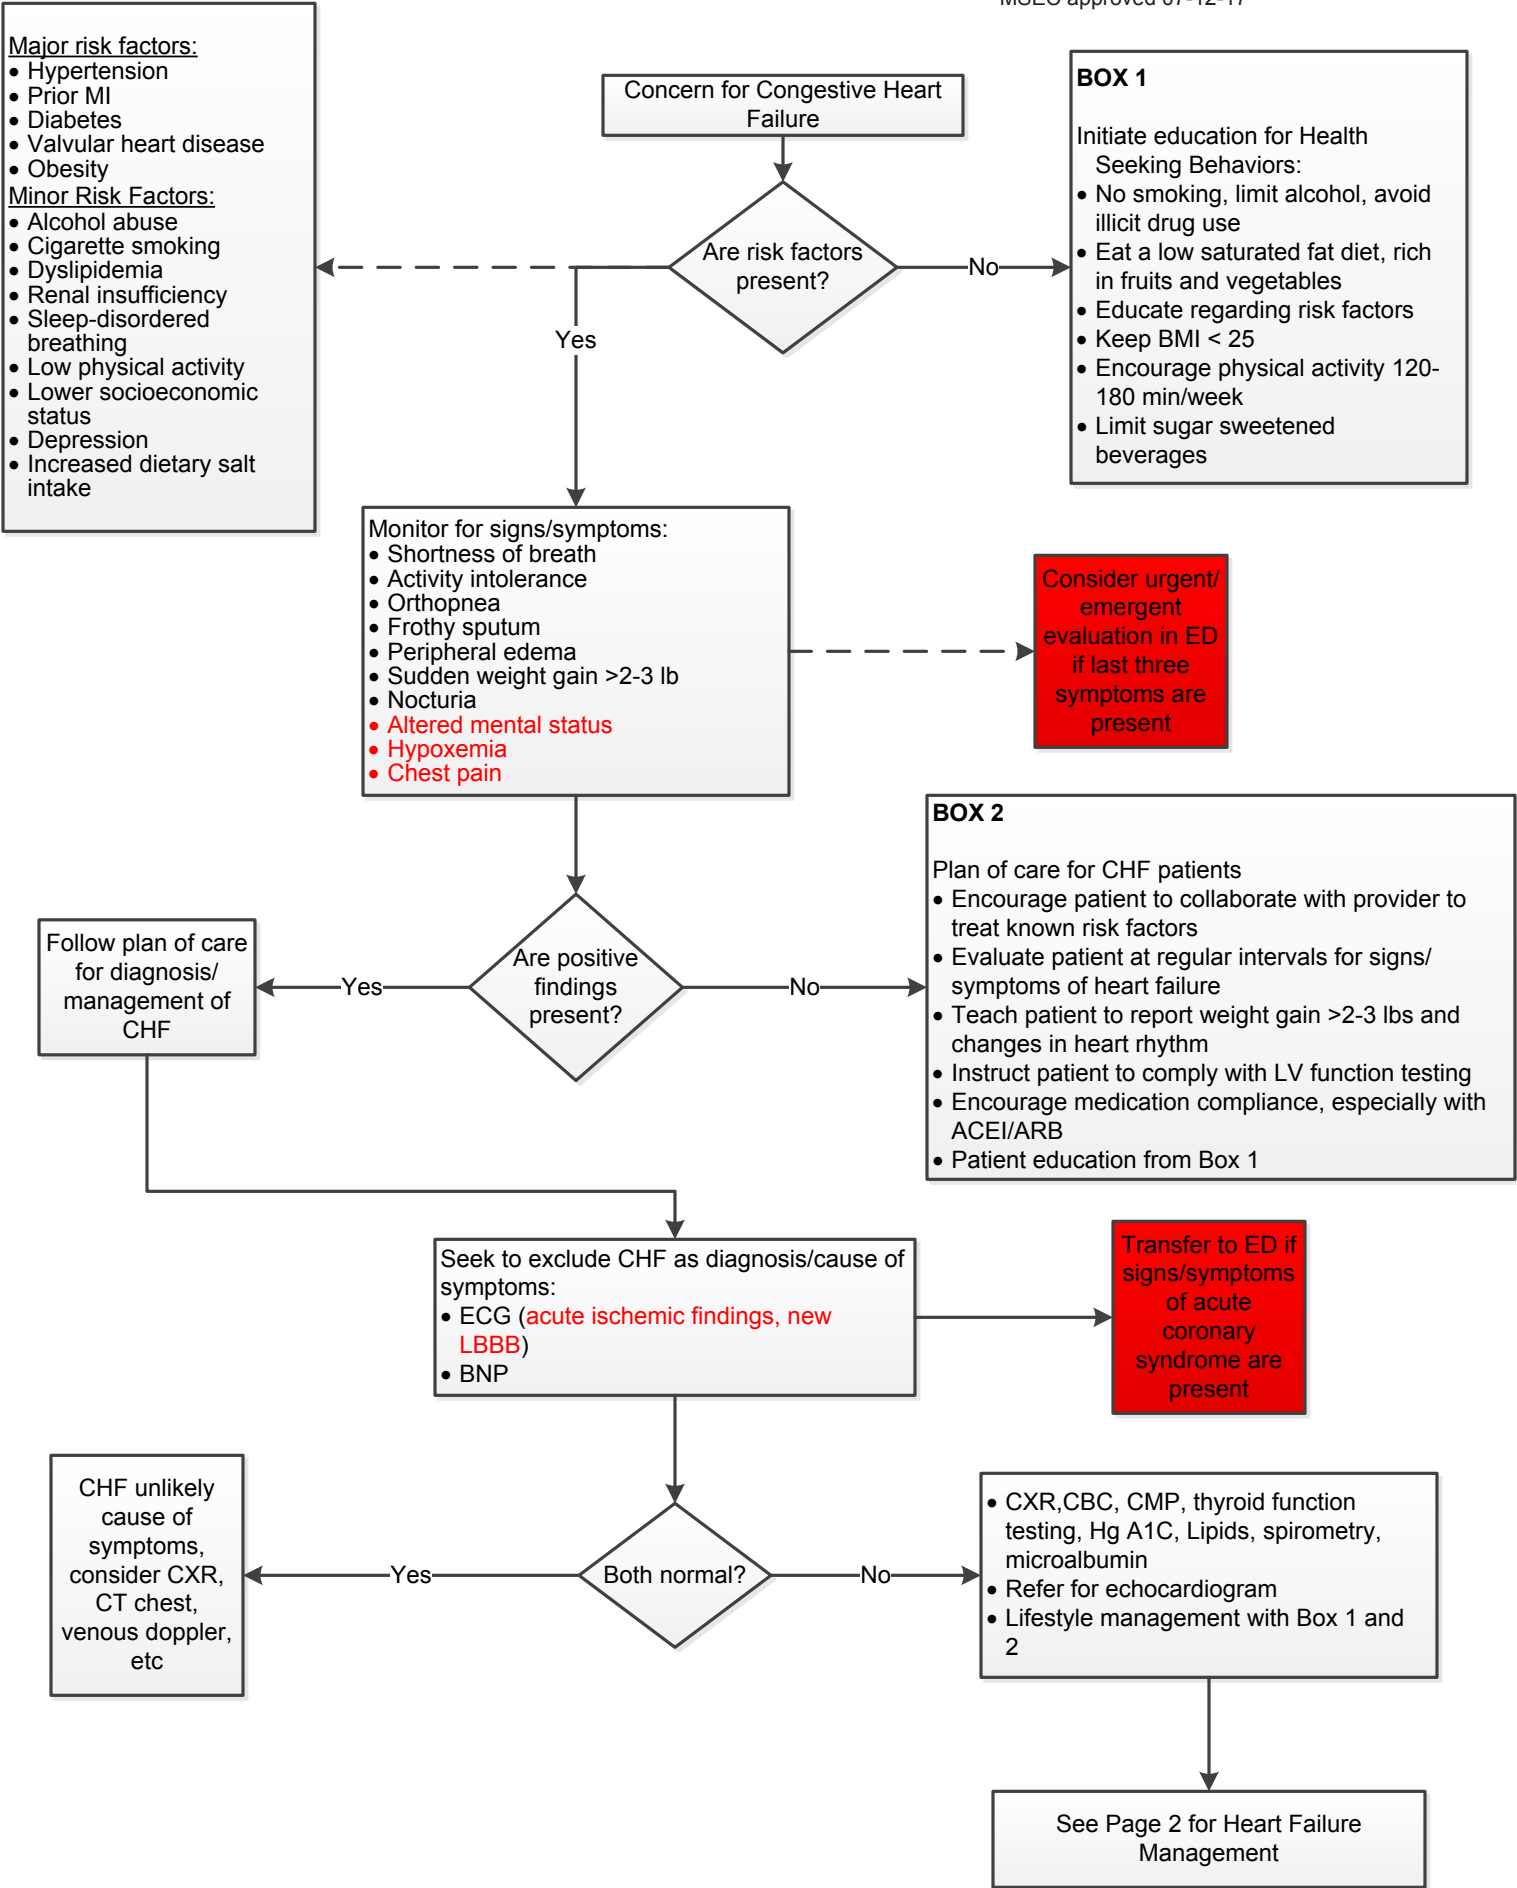 MSEC approved 07-12-17
Major risk factors:
• Hypertension
• Prior MI
• Diabetes
• Valvular heart disease
• Obesity
Minor Risk Factors:
• Alcohol abuse
• Cigarette smoking
• Dyslipidemia
• Renal insufficiency
• Sleep-disordered
breathing
• Low physical activity
• Lower socioeconomic
status
• Depression
• Increased dietary salt
intake
Concern for Congestive Heart
Failure
Are risk factors
present?
No
Yes
BOX 1
Initiate education for Health
Seeking Behaviors:
• No smoking, limit alcohol, avoid
illicit drug use
• Eat a low saturated fat diet, rich
in fruits and vegetables
• Educate regarding risk factors
• Keep BMI < 25
• Encourage physical activity 120-
180 min/week
• Limit sugar sweetened
beverages
Monitor for signs/symptoms:
• Shortness of breath
• Activity intolerance
• Orthopnea
• Frothy sputum
• Peripheral edema
• Sudden weight gain >2-3 lb
• Nocturia
• Altered mental status
• Hypoxemia
• Chest pain
Consider urgent/
emergent
evaluation in ED
if last three
symptoms are
present
Are positive
findings
present?
Yes
No
Follow plan of care
for diagnosis/
management of
CHF
BOX 2
Plan of care for CHF patients
• Encourage patient to collaborate with provider to
treat known risk factors
• Evaluate patient at regular intervals for signs/
symptoms of heart failure
• Teach patient to report weight gain >2-3 lbs and
changes in heart rhythm
• Instruct patient to comply with LV function testing
• Encourage medication compliance, especially with
ACEI/ARB
• Patient education from Box 1
Seek to exclude CHF as diagnosis/cause of
symptoms:
• ECG (acute ischemic findings, new
LBBB)
• BNP
Transfer to ED if
signs/symptoms
of acute
coronary
syndrome are
present
Both normal?
Yes
No
CHF unlikely
cause of
symptoms,
consider CXR,
CT chest,
venous doppler,
etc
• CXR,CBC, CMP, thyroid function
testing, Hg A1C, Lipids, spirometry,
microalbumin
• Refer for echocardiogram
• Lifestyle management with Box 1 and
2
See Page 2 for Heart Failure
Management